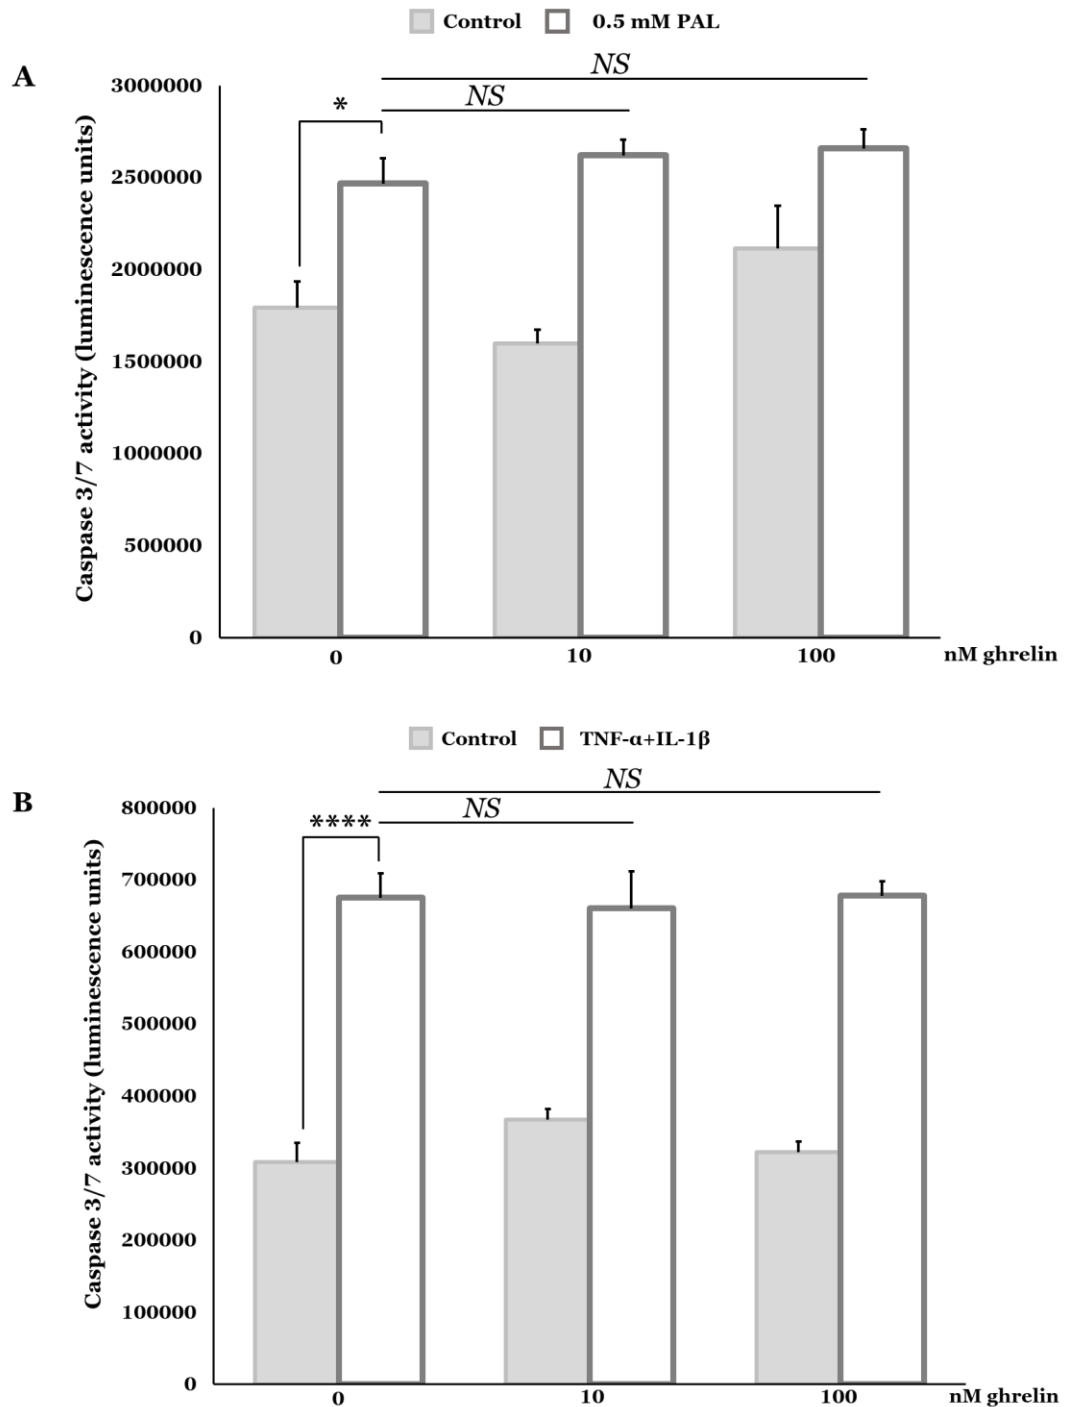 Control 0.5 mM PAL
A
NS
NS
*
3000000
2500000
2000000
1500000
1000000
500000
0
Caspase 3/7 activity (luminescence units)
0 10 100 nM ghrelin
Control TNF-α+IL-1β
B
NS
NS
****
800000
700000
600000
500000
400000
300000
200000
100000
0
Caspase 3/7 activity (luminescence units)
0 10 100 nM ghrelin